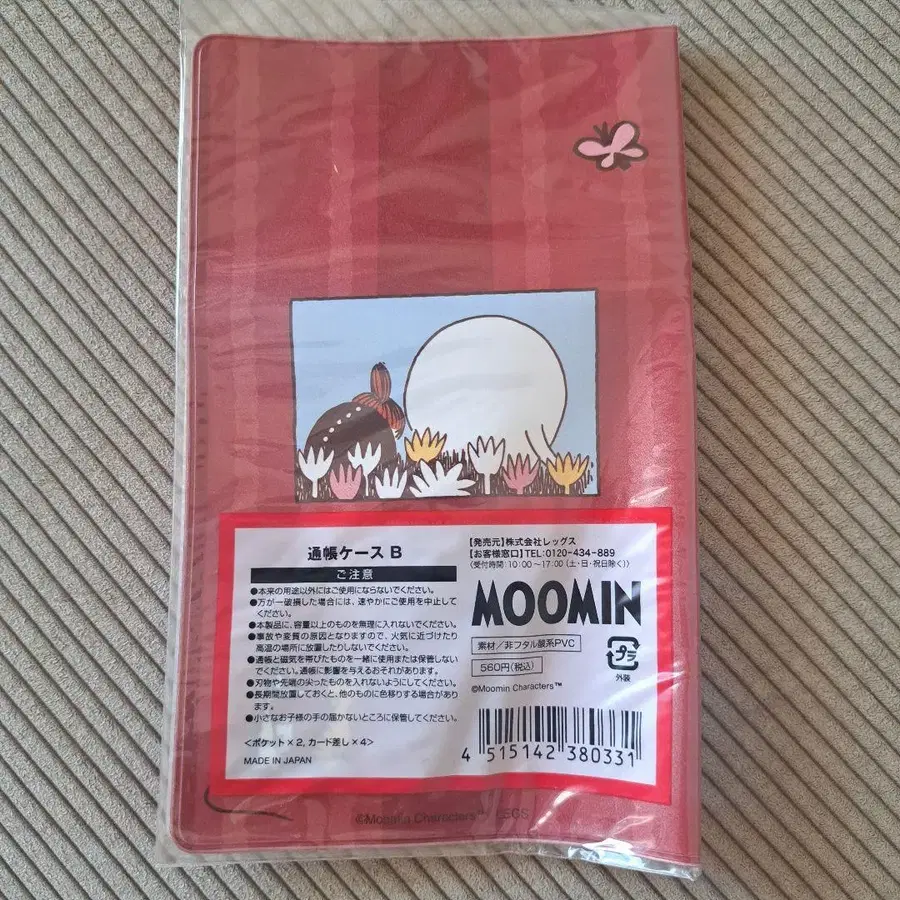 通帳ケース B
ご注意
●本来の用途以外にはご使用にならないでください。
●万が一破損した場合には、速やかにご使用を中止して
ください。
●本製品に、容量以上のものを無理に入れないでください。
●事故や変質の原因となりますので、火気に近づけたり
高温の場所に放置したりしないでください。
●通帳と磁気を帯びたものを一緒に使用または保管しない
でください。通帳に影響を与えるおそれがあります。
●刃物や先端の尖ったものを入れないようにしてください。
●長期間放置しておくと、他のものに色移りする場合があり
ます。
●小さなお子様の手の届かないところに保管してください。
<ポケット×2, カード差し×4>
MADE IN JAPAN
【発売元】株式会社レッグス
【お客様窓口】TEL:0120-434-889
(受付時間:10:00~17:00(土・日・祝日除く))
MOOMIN
素材/非フタル酸系PVC
560円(税込)
プラ
外装
©Moomin Characters™
4 515142 380331
©Moomin Characters™ / LEGS